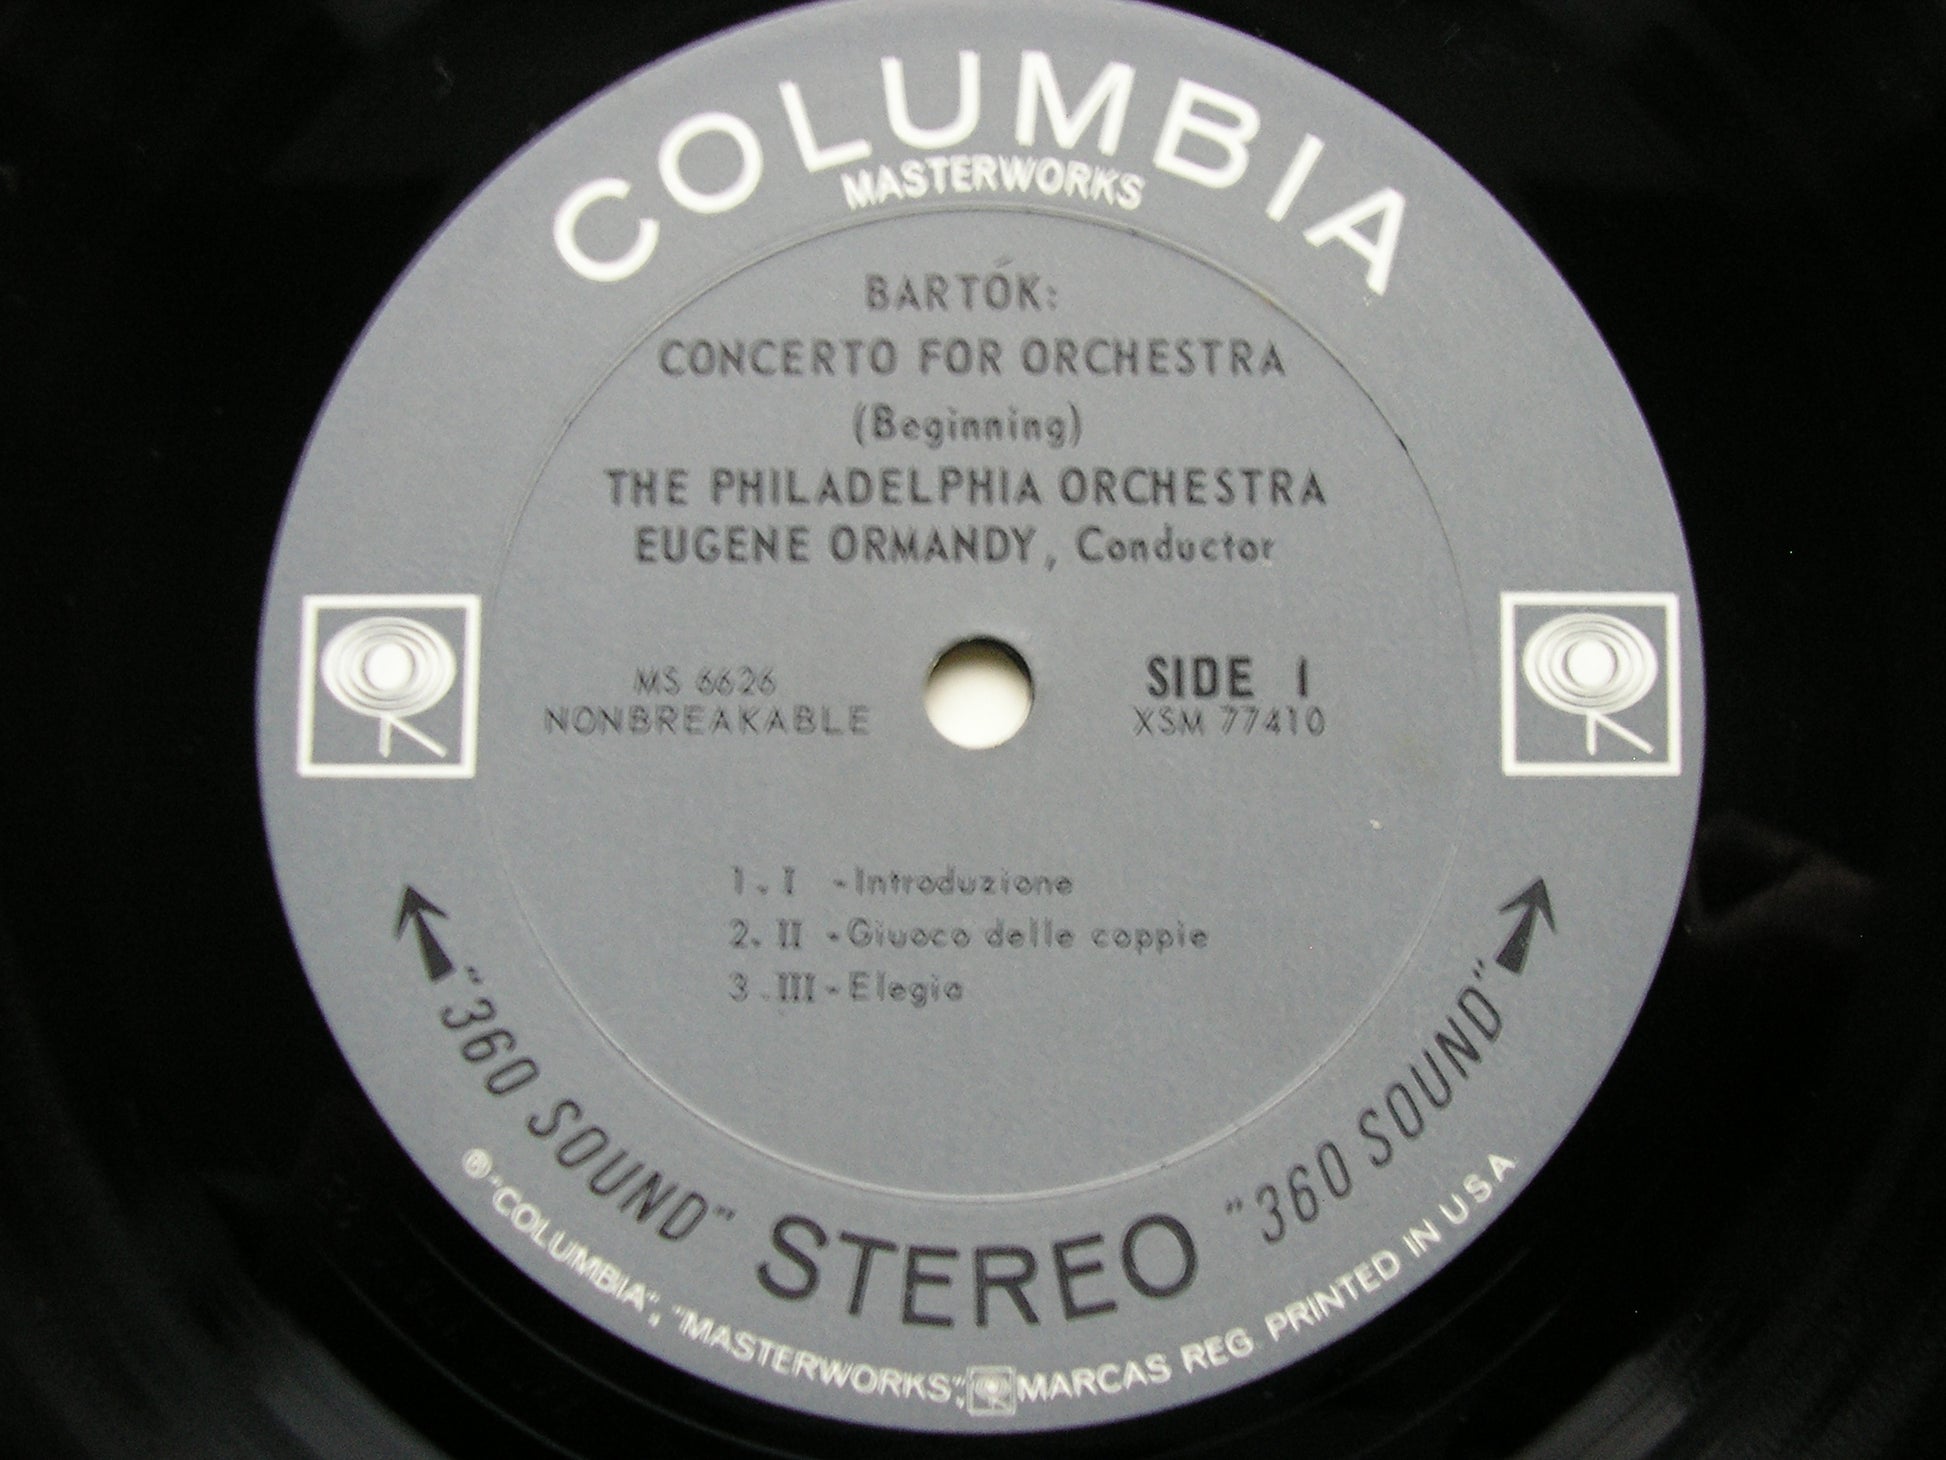 COLUMBIA
MASTERWORKS
BARTÓK:
CONCERTO FOR ORCHESTRA
(Beginning)
THE PHILADELPHIA ORCHESTRA
EUGENE ORMANDY, Conductor
MS 6626
NONBREAKABLE
SIDE 1
XSM 77410
1. I - Introduzione
2. II - Giuoco delle coppie
3. III - Elegia
"360 SOUND" STEREO "360 SOUND"
® "COLUMBIA", "MASTERWORKS", MARCAS REG. PRINTED IN U.S.A.